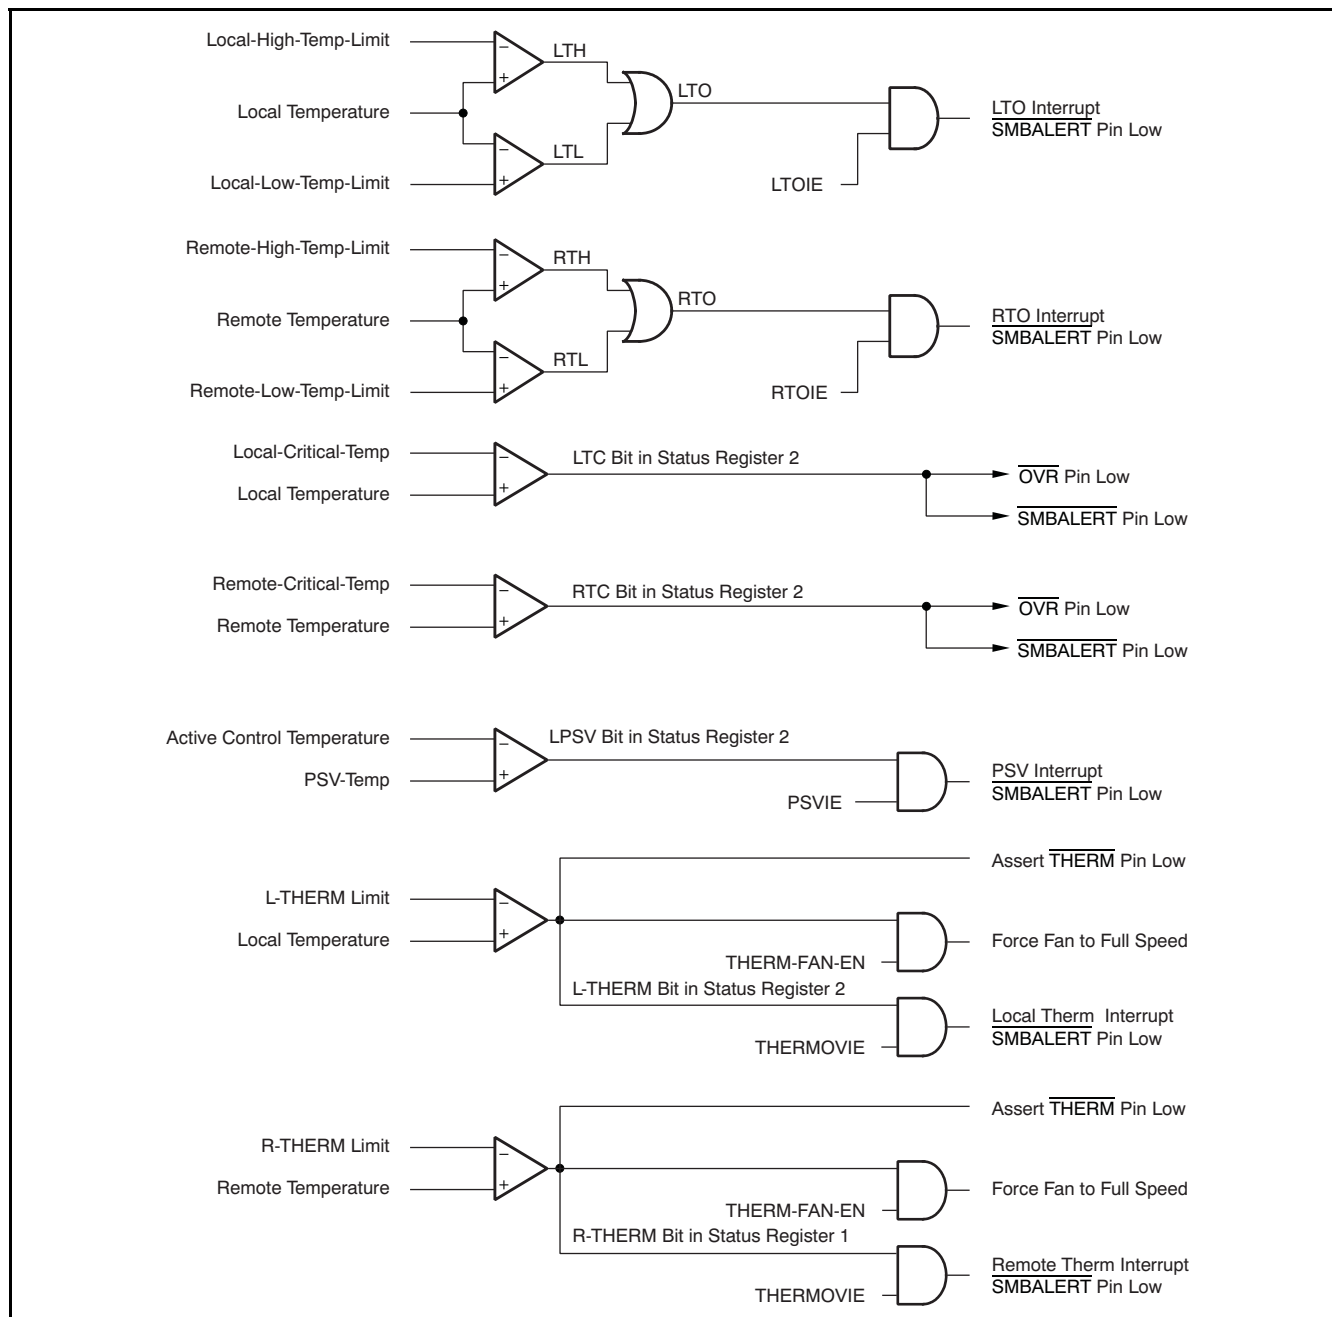 Local-High-Temp-Limit
−
LTH
+
LTO
Local Temperature
LTO Interrupt
SMBALERT Pin Low
−
LTL
+
Local-Low-Temp-Limit
LTOIE
Remote-High-Temp-Limit
−
RTH
+
RTO
Remote Temperature
RTO Interrupt
SMBALERT Pin Low
−
RTL
+
Remote-Low-Temp-Limit
RTOIE
Local-Critical-Temp
−
LTC Bit in Status Register 2
OVR Pin Low
Local Temperature
+
SMBALERT Pin Low
Remote-Critical-Temp
−
RTC Bit in Status Register 2
OVR Pin Low
Remote Temperature
+
SMBALERT Pin Low
Active Control Temperature
−
LPSV Bit in Status Register 2
PSV-Temp
+
PSVIE
PSV Interrupt
SMBALERT Pin Low
Assert THERM Pin Low
L-THERM Limit
−
Local Temperature
+
Force Fan to Full Speed
THERM-FAN-EN
L-THERM Bit in Status Register 2
Local Therm Interrupt
SMBALERT Pin Low
THERMOVIE
Assert THERM Pin Low
R-THERM Limit
−
Remote Temperature
+
Force Fan to Full Speed
THERM-FAN-EN
R-THERM Bit in Status Register 1
Remote Therm Interrupt
SMBALERT Pin Low
THERMOVIE